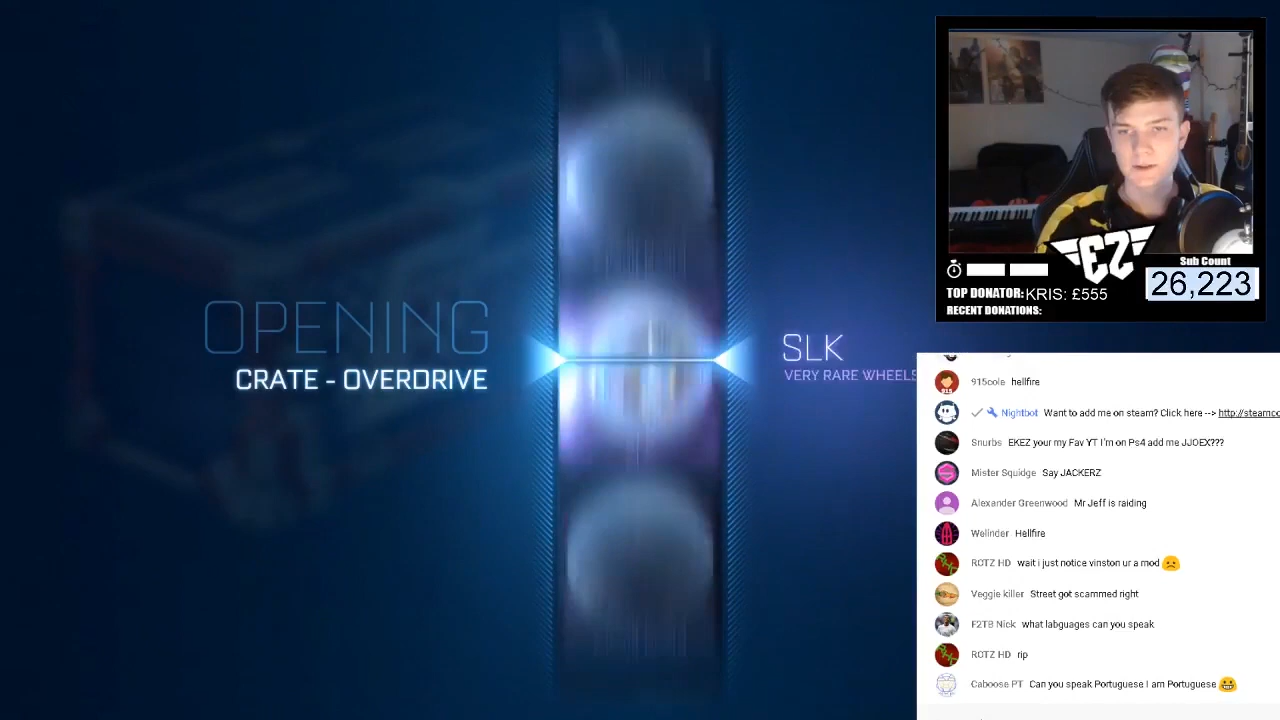 OPENING
CRATE - OVERDRIVE
SLK
VERY RARE WHEELS
EZ
Sub Count
26,223
TOP DONATOR: KRIS: £555
RECENT DONATIONS:
915cole hellfire
Nightbot Want to add me on steam? Click here --> http://steamco
Snurbs EKEZ your my Fav YT I'm on Ps4 add me JJOEX???
Mister Squidge Say JACKERZ
Alexander Greenwood Mr Jeff is raiding
Welinder Hellfire
ROTZ HD wait i just notice vinston ur a mod
Veggie killer Street got scammed right
F2TB Nick what labguages can you speak
ROTZ HD rip
Caboose PT Can you speak Portuguese I am Portuguese